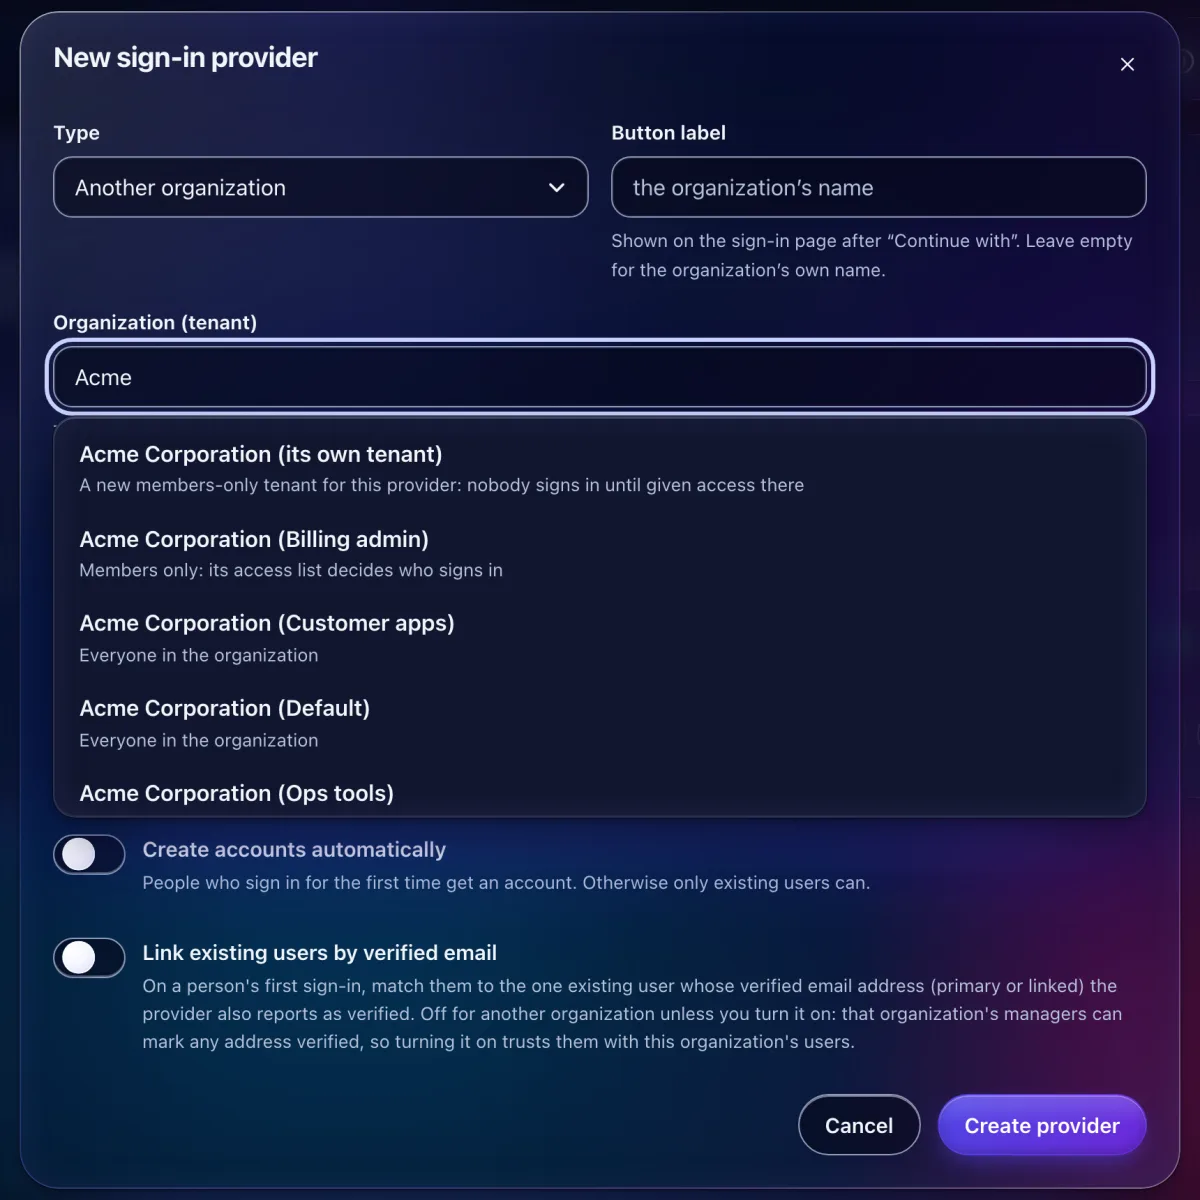 New sign-in provider
Type
Button label
Another organization
the organization’s name
Shown on the sign-in page after “Continue with”. Leave empty
for the organization’s own name.
Organization (tenant)
Acme
Acme Corporation (its own tenant)
A new members-only tenant for this provider: nobody signs in until given access there
Acme Corporation (Billing admin)
Members only: its access list decides who signs in
Acme Corporation (Customer apps)
Everyone in the organization
Acme Corporation (Default)
Everyone in the organization
Acme Corporation (Ops tools)
Create accounts automatically
People who sign in for the first time get an account. Otherwise only existing users can.
Link existing users by verified email
On a person's first sign-in, match them to the one existing user whose verified email address (primary or linked) the
provider also reports as verified. Off for another organization unless you turn it on: that organization's managers can
mark any address verified, so turning it on trusts them with this organization's users.
Cancel
Create provider